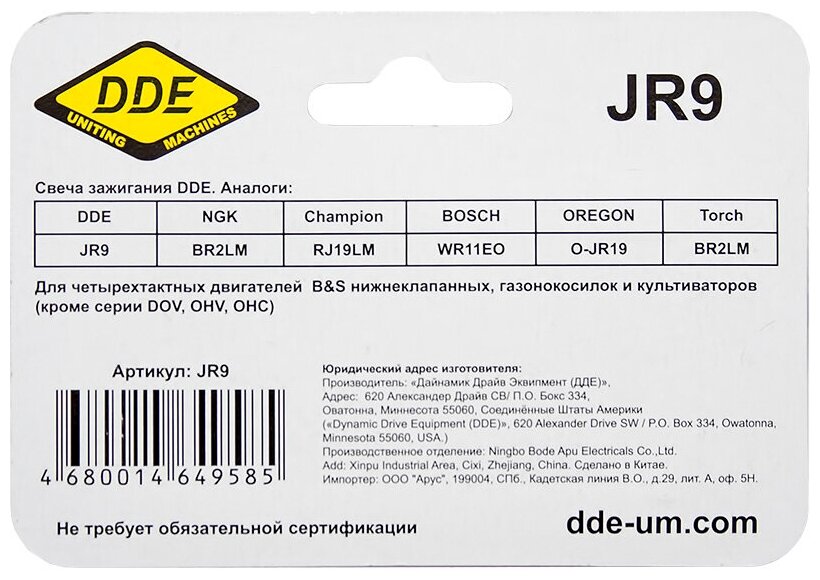 DDE
UNITING MACHINES
JR9
Свеча зажигания DDE. Аналоги:
DDE NGK Champion BOSCH OREGON Torch
JR9 BR2LM RJ19LM WR11EO O-JR19 BR2LM
Для четырехтактных двигателей B&S нижнеклапанных, газонокосилок и культиваторов
(кроме серии DOV, OHV, OHC)
Артикул: JR9
4 680014 649585
Юридический адрес изготовителя:
Производитель: «Дайнамик Драйв Эквипмент (ДДЕ)»,
Адрес: 620 Александер Драйв СВ/ П.О. Бокс 334,
Оватонна, Миннесота 55060, Соединённые Штаты Америки
(«Dynamic Drive Equipment (DDE)», 620 Alexander Drive SW / P.O. Box 334, Owatonna,
Minnesota 55060, USA.)
Производственное отделение: Ningbo Bode Apu Electricals Co.,Ltd.
Add: Xinpu Industrial Area, Cixi, Zhejiang, China. Сделано в Китае.
Импортер: ООО "Арус", 199004, СПб., Кадетская линия В.О., д.29, лит. А, оф. 5Н.
Не требует обязательной сертификации
dde-um.com